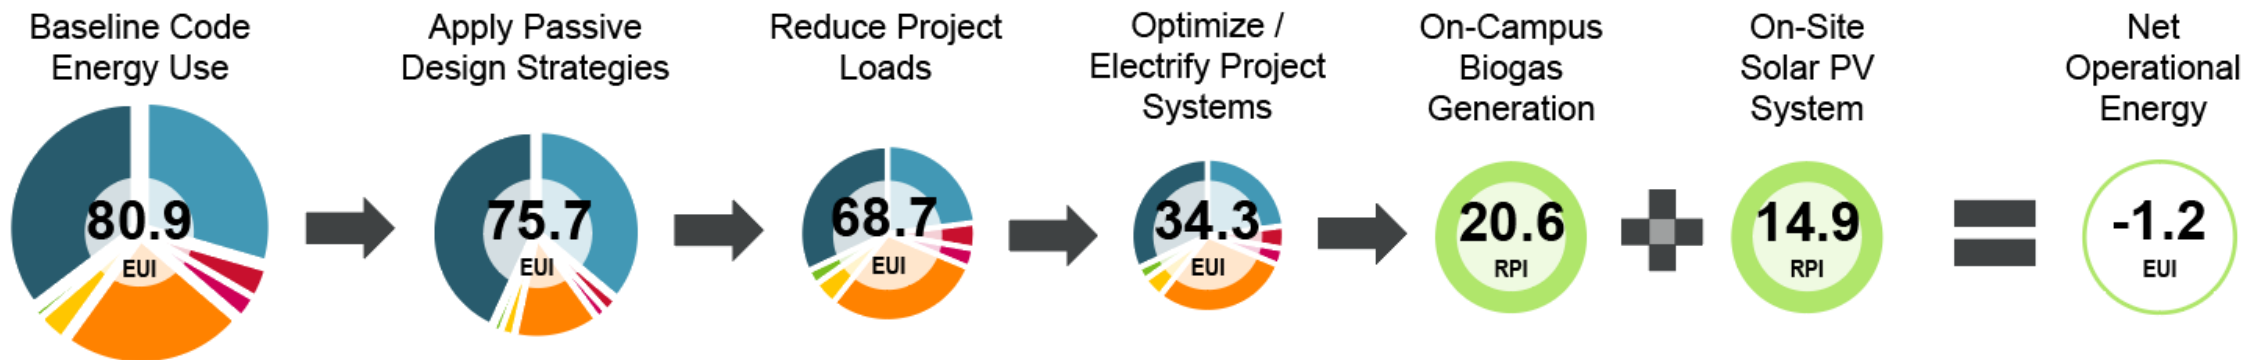 Baseline Code
Energy Use
80.9
EUI
Apply Passive
Design Strategies
75.7
EUI
Reduce Project
Loads
68.7
EUI
Optimize /
Electrify Project
Systems
34.3
EUI
On-Campus
Biogas
Generation
20.6
RPI
On-Site
Solar PV
System
14.9
RPI
Net
Operational
Energy
-1.2
EUI